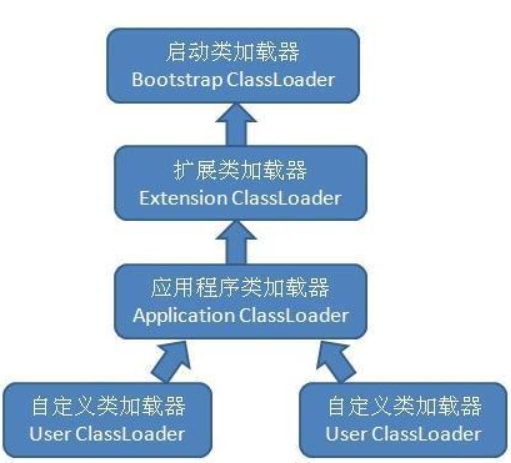 启动类加载器
Bootstrap ClassLoader
扩展类加载器
Extension ClassLoader
应用程序类加载器
Application ClassLoader
自定义类加载器
User ClassLoader
自定义类加载器
User ClassLoader